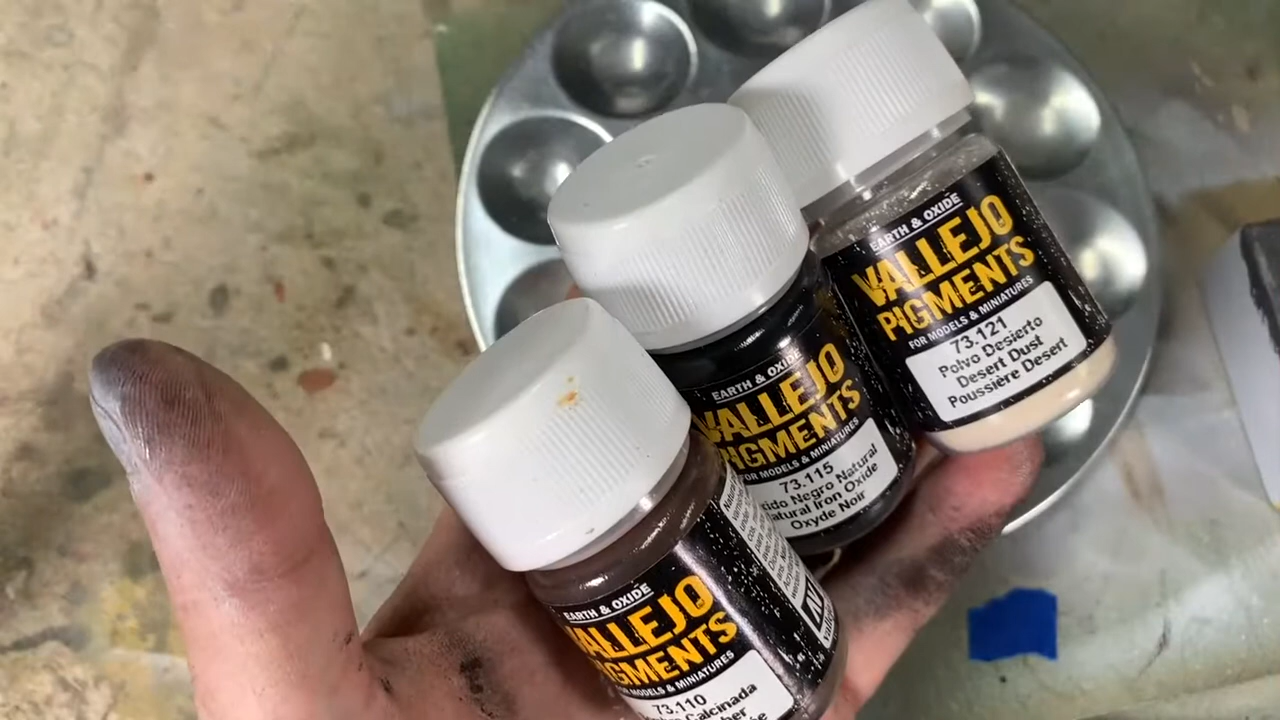 EARTH & OXIDE
VALLEJO
PIGMENTS
FOR MODELS & MINIATURES
73.121
Polvo Desierto
Desert Dust
Poussière Desert
EARTH & OXIDE
VALLEJO
PIGMENTS
FOR MODELS & MINIATURES
73.115
Negro Natural
Iron Oxide
Oxyde Noir
EARTH & OXIDE
VALLEJO
PIGMENTS
FOR MODELS & MINIATURES
73.110
Calcinada